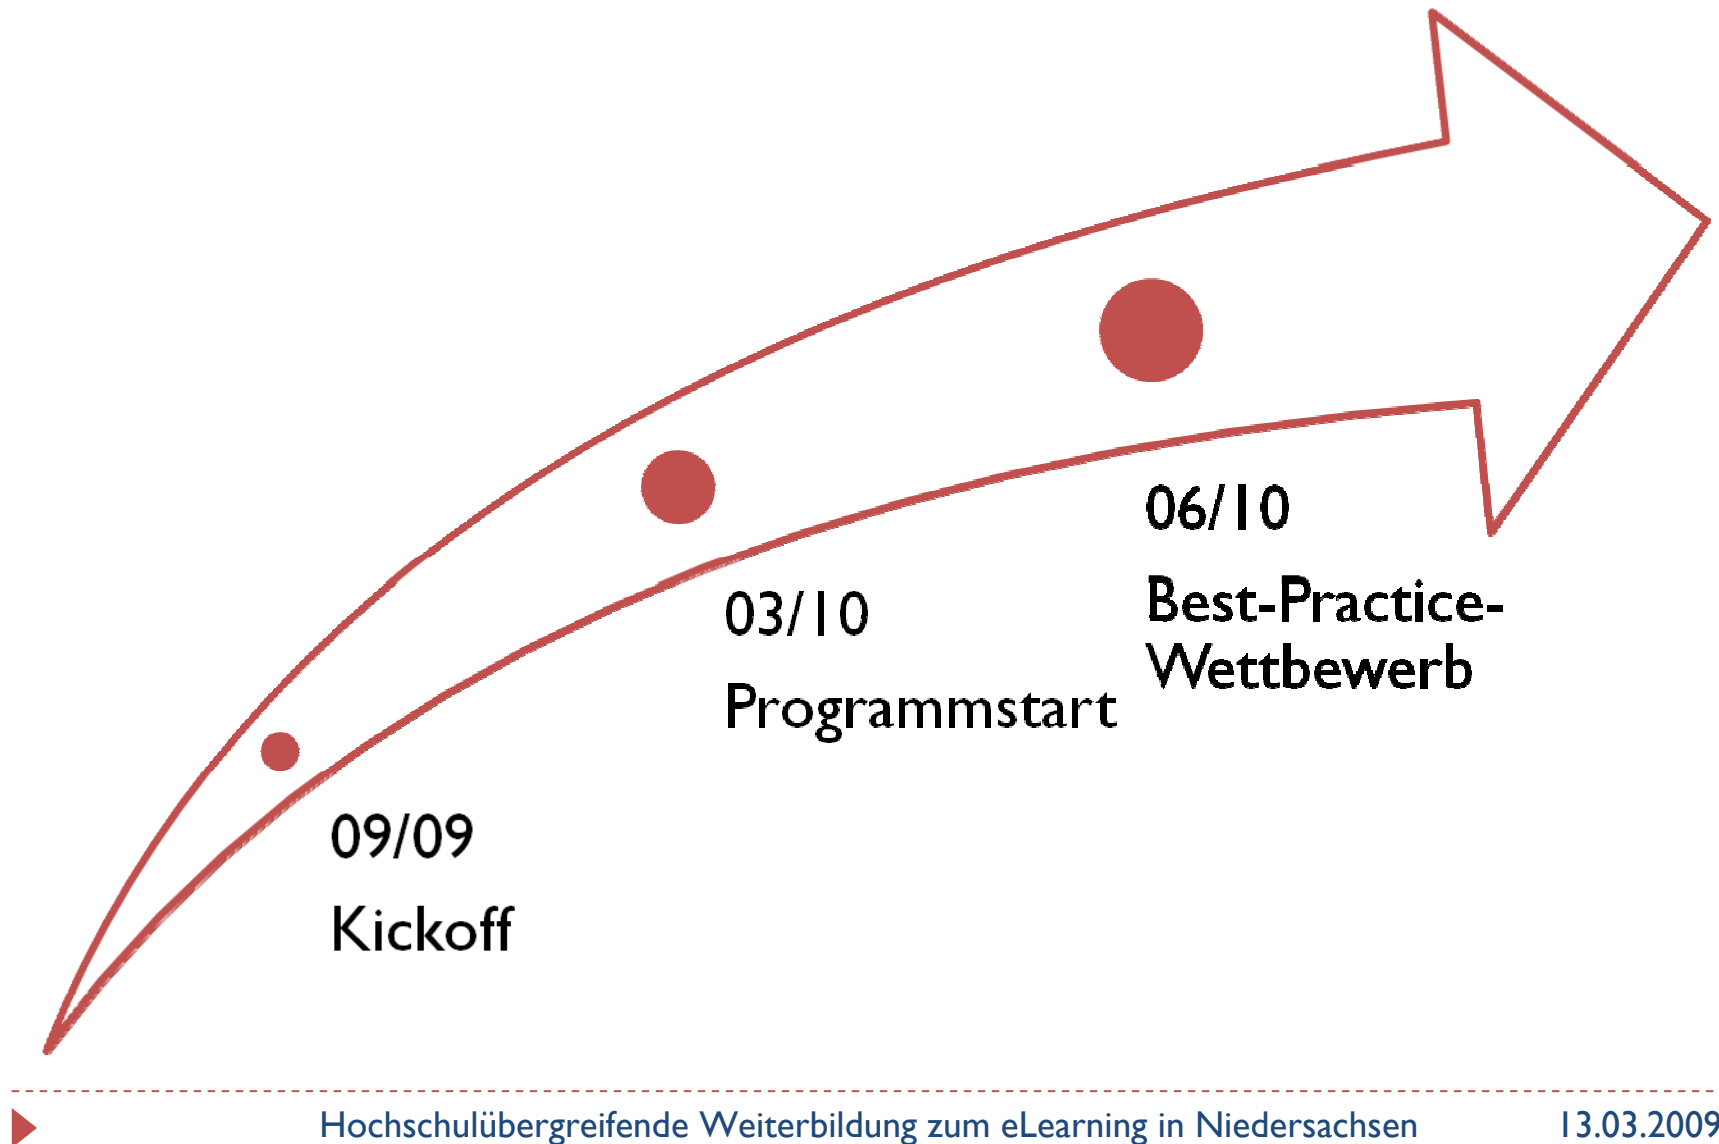 09/09
Kickoff
03/10
Programmstart
06/10
Best-Practice-
Wettbewerb
Hochschulübergreifende Weiterbildung zum eLearning in Niedersachsen
13.03.2009